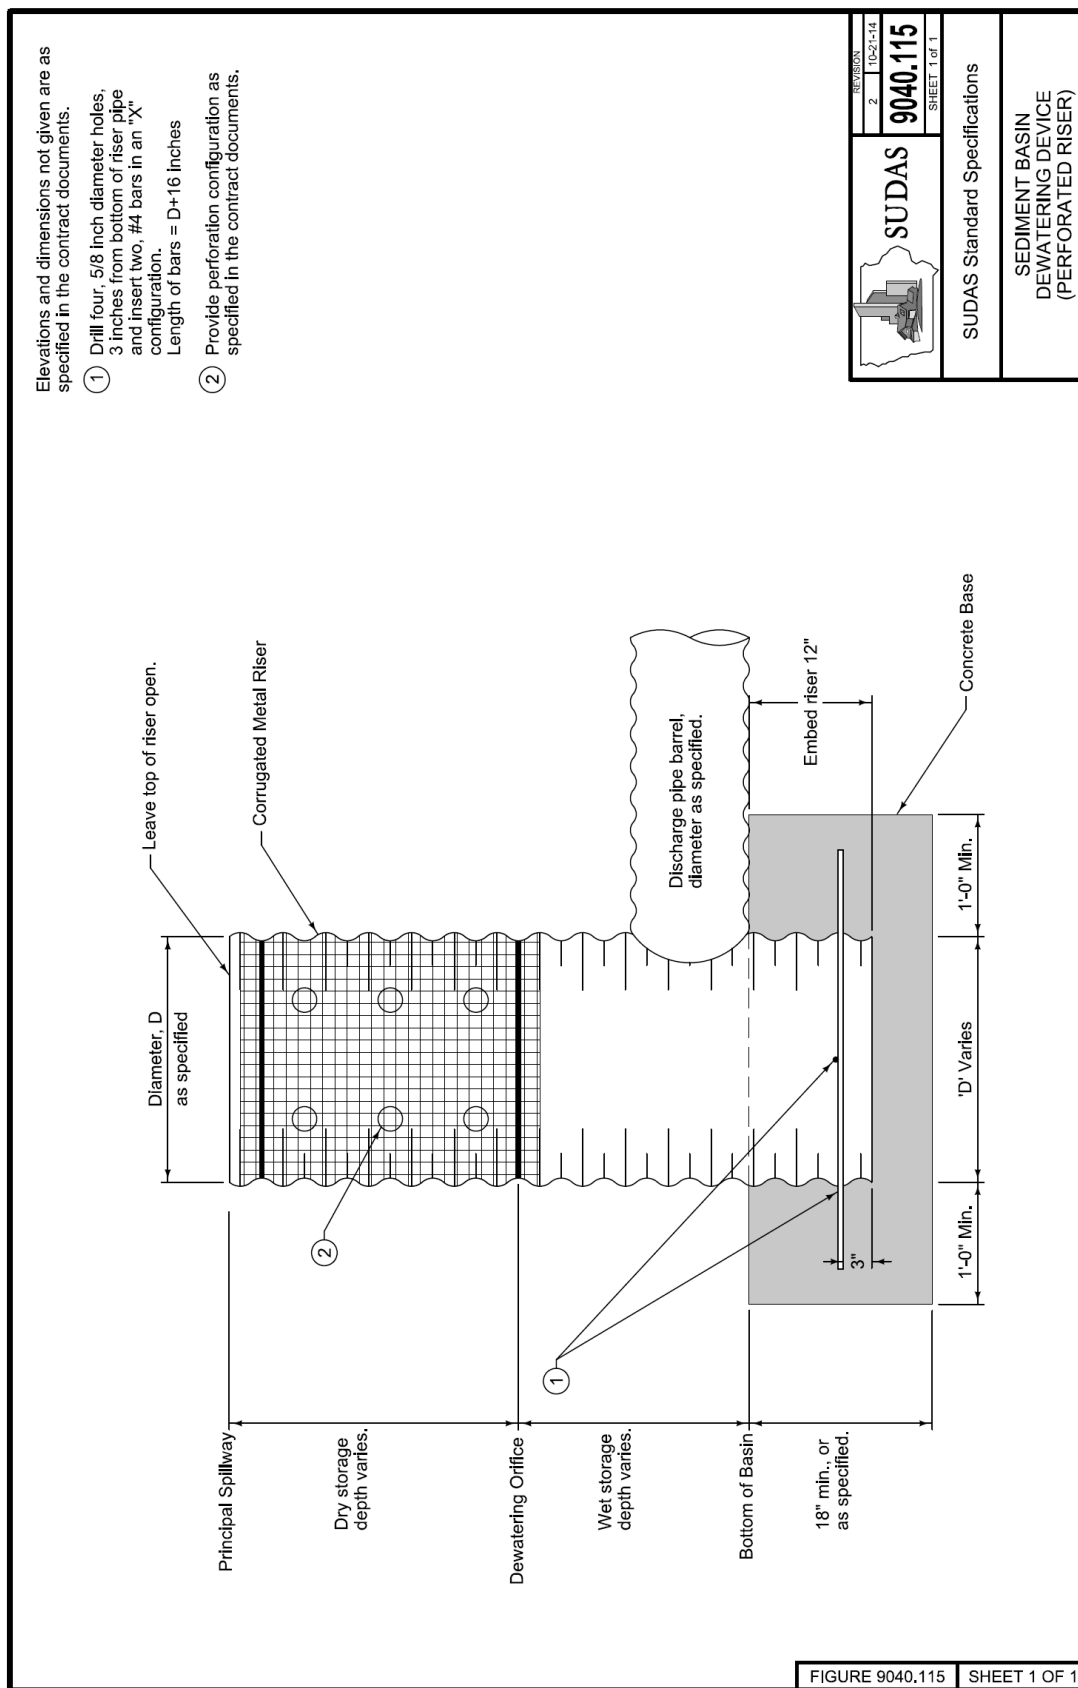 Elevations and dimensions not given are as
specified in the contract documents.
1 Drill four, 5/8 inch diameter holes,
3 inches from bottom of riser pipe
and insert two, #4 bars in an "X"
configuration.
Length of bars = D+16 inches
2 Provide perforation configuration as
specified in the contract documents.
Leave top of riser open.
Corrugated Metal Riser
Diameter, D
as specified
Discharge pipe barrel,
diameter as specified.
Embed riser 12"
Concrete Base
2
1
Principal Spillway
Dry storage
depth varies.
Dewatering Orifice
Wet storage
depth varies.
Bottom of Basin
18" min., or
as specified.
3"
1'-0" Min.
'D' Varies
1'-0" Min.
SUDAS
REVISION
2 10-21-14
9040.115
SHEET 1 of 1
SUDAS Standard Specifications
SEDIMENT BASIN
DEWATERING DEVICE
(PERFORATED RISER)
FIGURE 9040.115 SHEET 1 OF 1